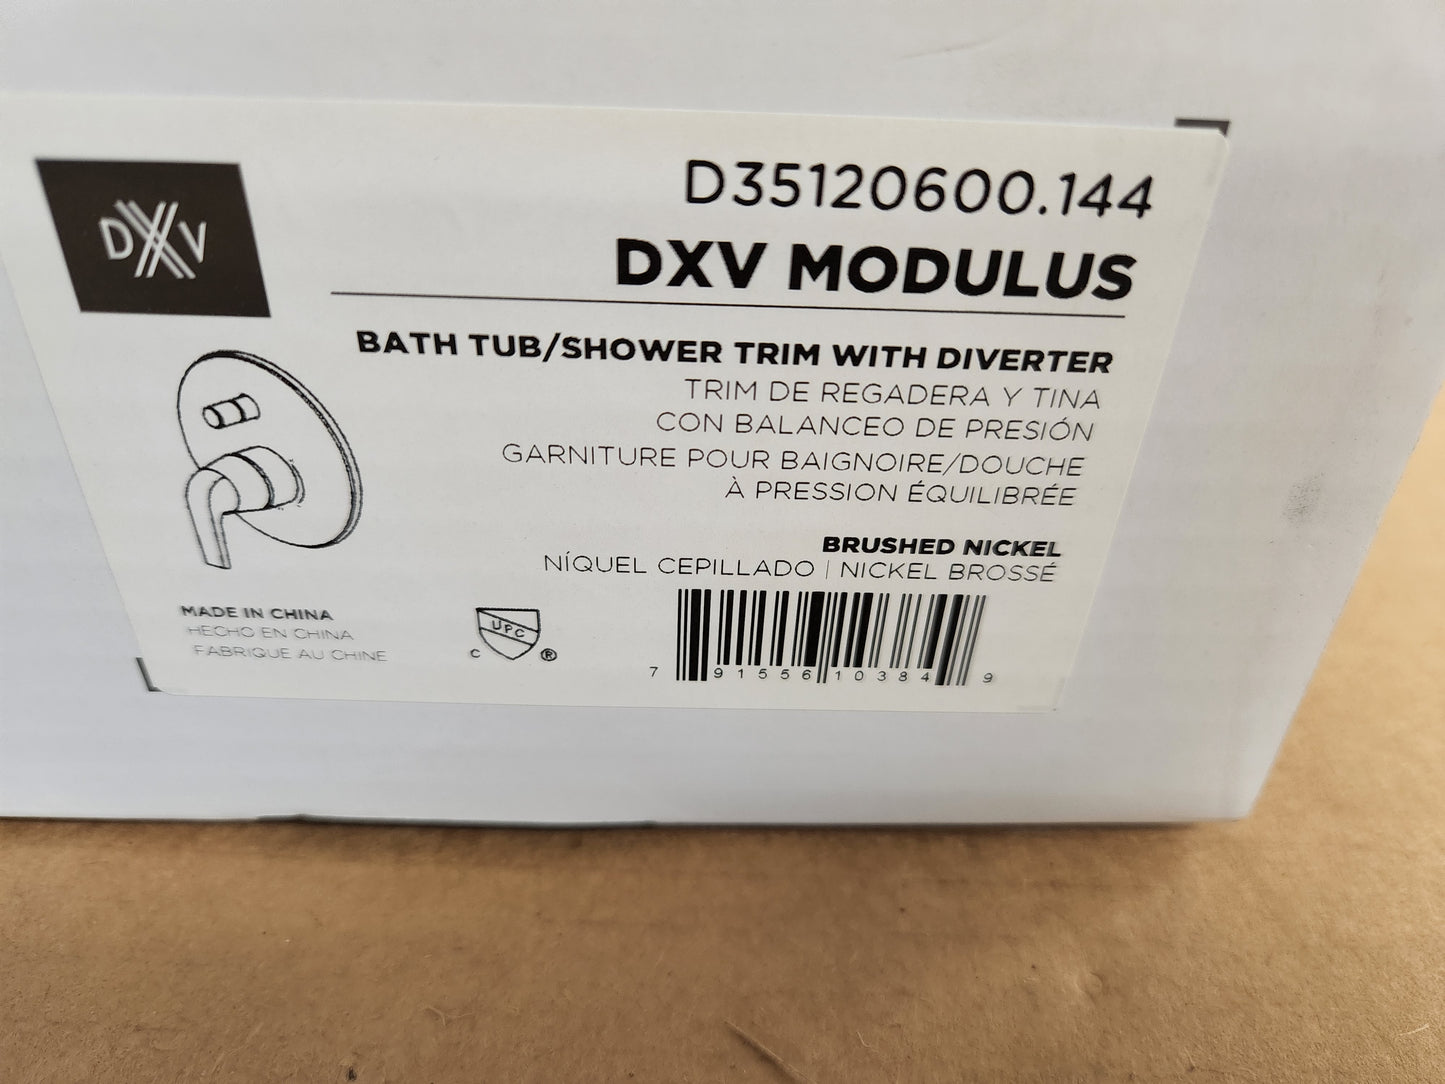 DXV
D35120600.144
DXV MODULUS
BATH TUB/SHOWER TRIM WITH DIVERTER
TRIM DE REGADERA Y TINA
CON BALANCEO DE PRESIÓN
GARNITURE POUR BAIGNOIRE/DOUCHE
À PRESSION ÉQUILIBRÉE
BRUSHED NICKEL
NÍQUEL CEPILLADO | NICKEL BROSSÉ
MADE IN CHINA
HECHO EN CHINA
FABRIQUE AU CHINE
UPC
C ®
7 91556 10384 9